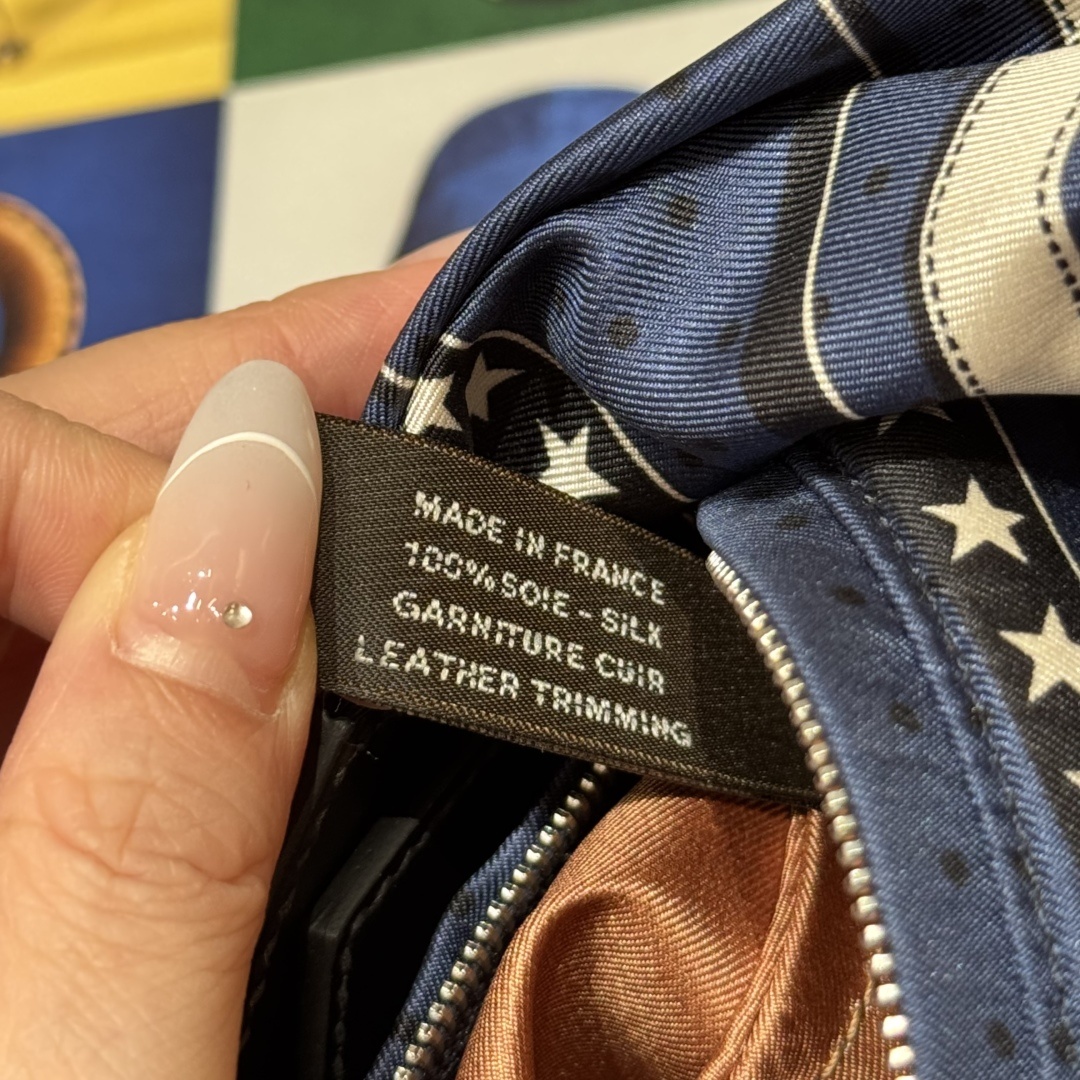 MADE IN FRANCE
100% SOIE - SILK
GARNITURE CUIR
LEATHER TRIMMING